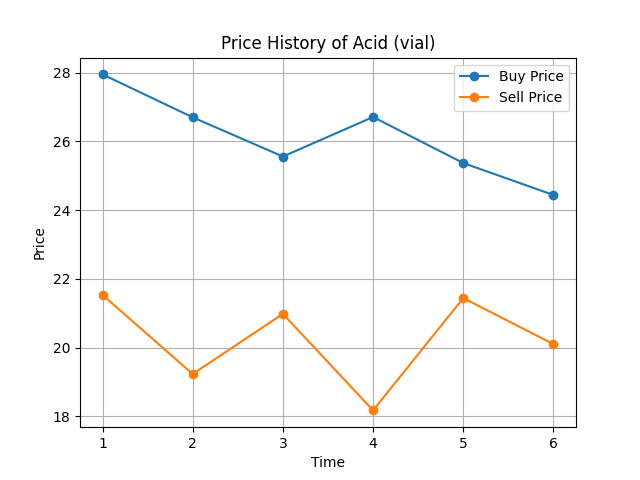 Price History of Acid (vial)
Buy Price
Sell Price
28
26
24
22
20
18
Price
1 2 3 4 5 6
Time